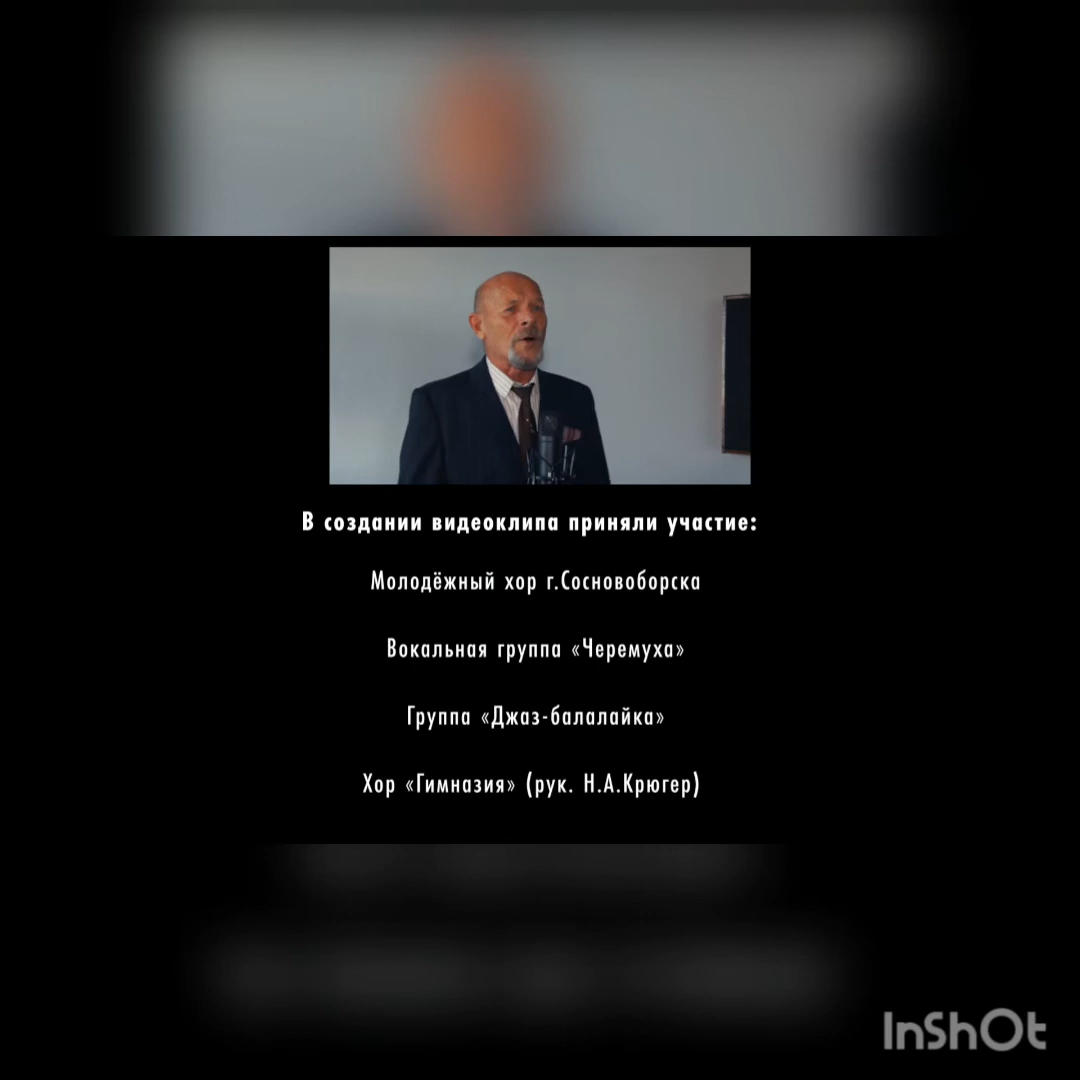 В создании видеоклипа приняли участие:
Молодёжный хор г.Сосновоборска
Вокальная группа «Черемуха»
Группа «Джаз-балалайка»
Хор «Гимназия» (рук. Н.А.Крюгер)
InShOt